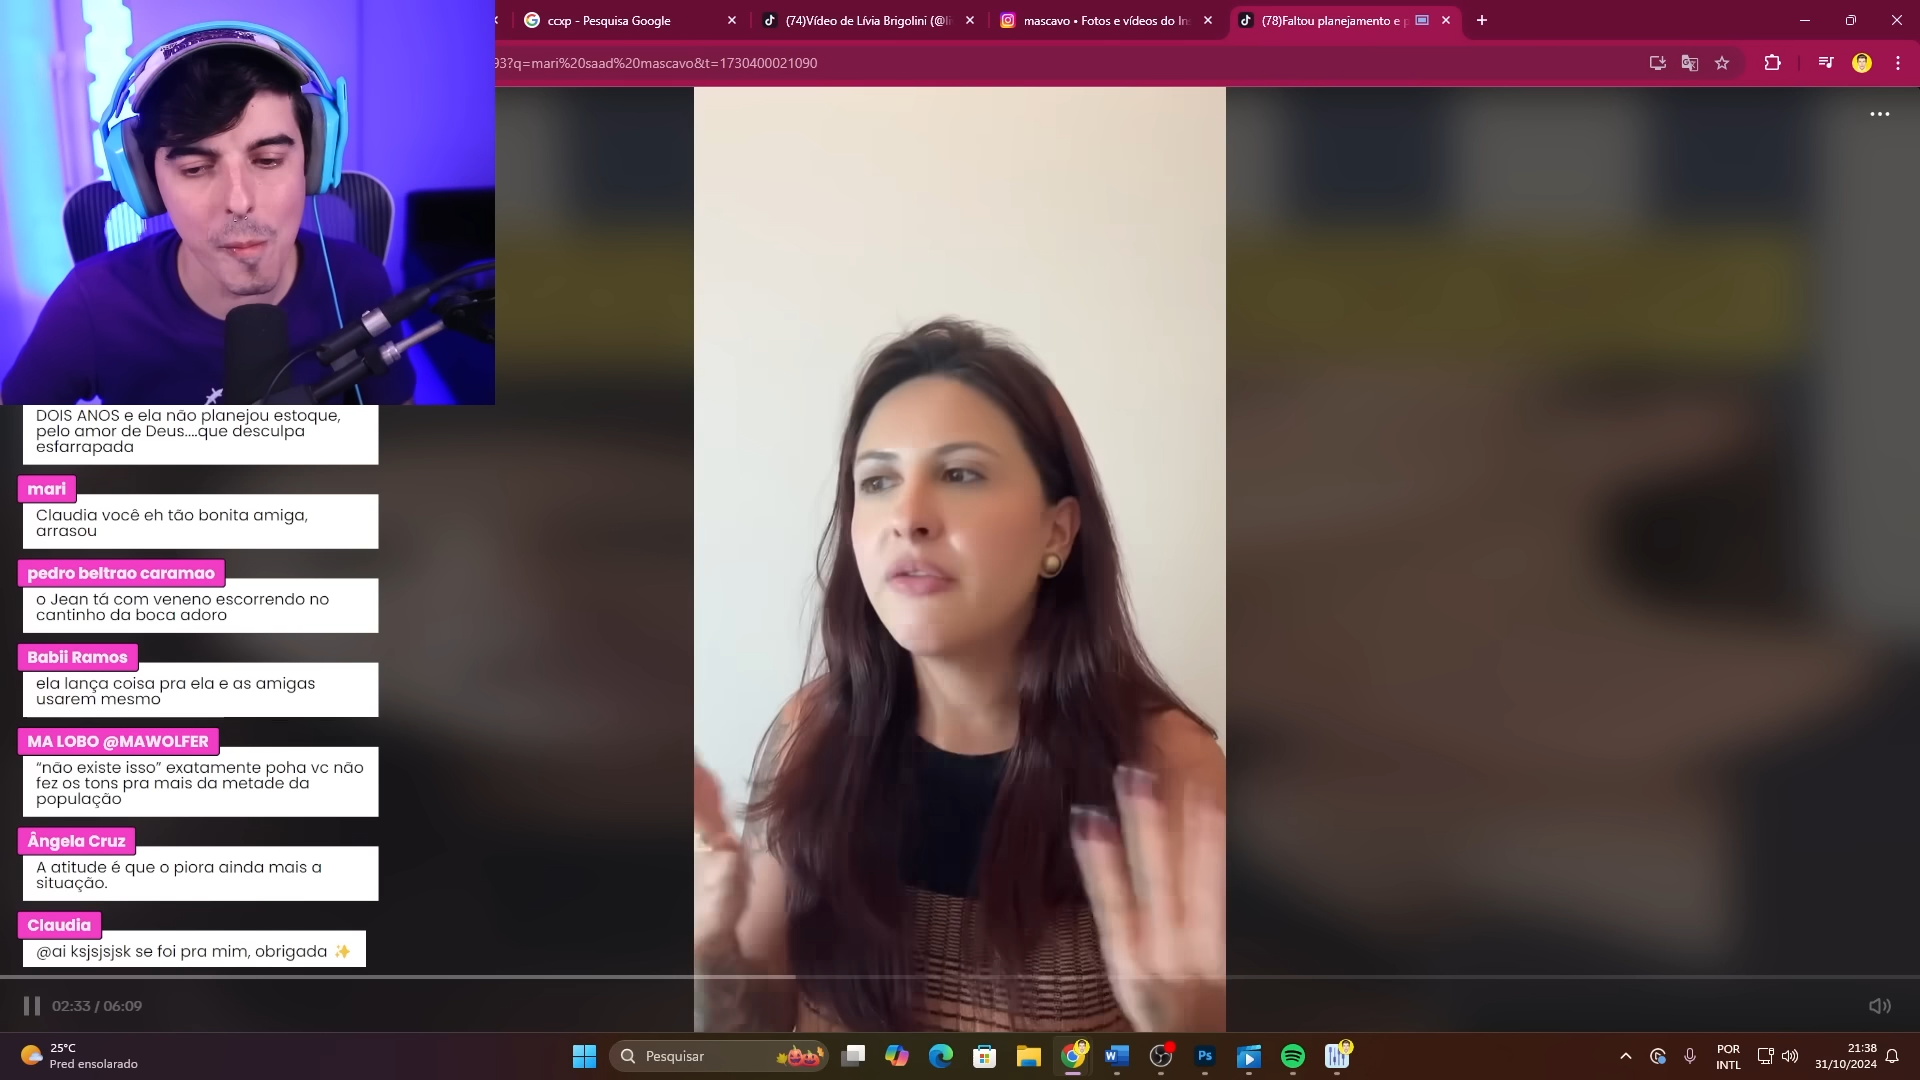 ccxp - Pesquisa Google
(74)Vídeo de Lívia Brigolini (@li
mascavo • Fotos e vídeos do In
(78)Faltou planejamento e p
93?q=mari%20saad%20mascavo&t=1730400021090
DOIS ANOS e ela não planejou estoque,
pelo amor de Deus....que desculpa
esfarrapada
mari
Claudia você eh tão bonita amiga,
arrasou
pedro beltrao caramao
o Jean tá com veneno escorrendo no
cantinho da boca adoro
Babii Ramos
ela lança coisa pra ela e as amigas
usarem mesmo
MA LOBO @MAWOLFER
“não existe isso” exatamente poha vc não
fez os tons pra mais da metade da
população
Ângela Cruz
A atitude é que o piora ainda mais a
situação.
Claudia
@ai ksjsjsjsk se foi pra mim, obrigada ✨
02:33 / 06:09
25°C
Pred ensolarado
Pesquisar
POR
INTL
21:38
31/10/2024